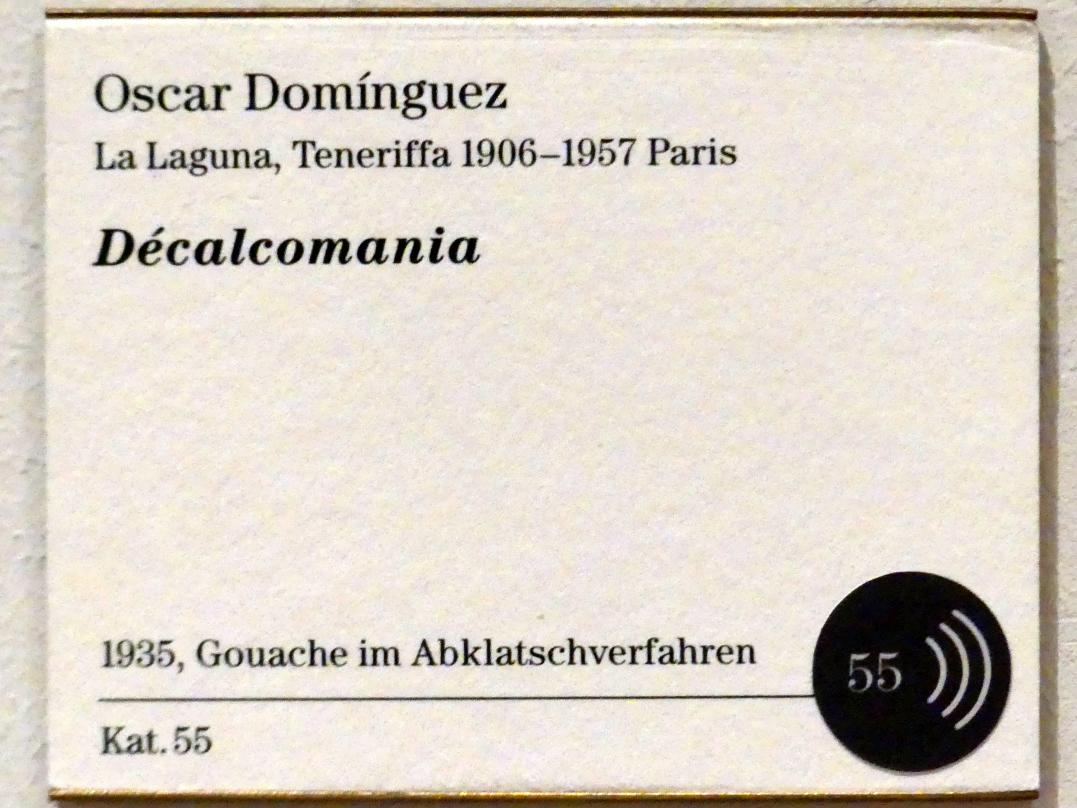 Oscar Domínguez
La Laguna, Teneriffa 1906–1957 Paris
Décalcomania
1935, Gouache im Abklatschverfahren
55
Kat. 55